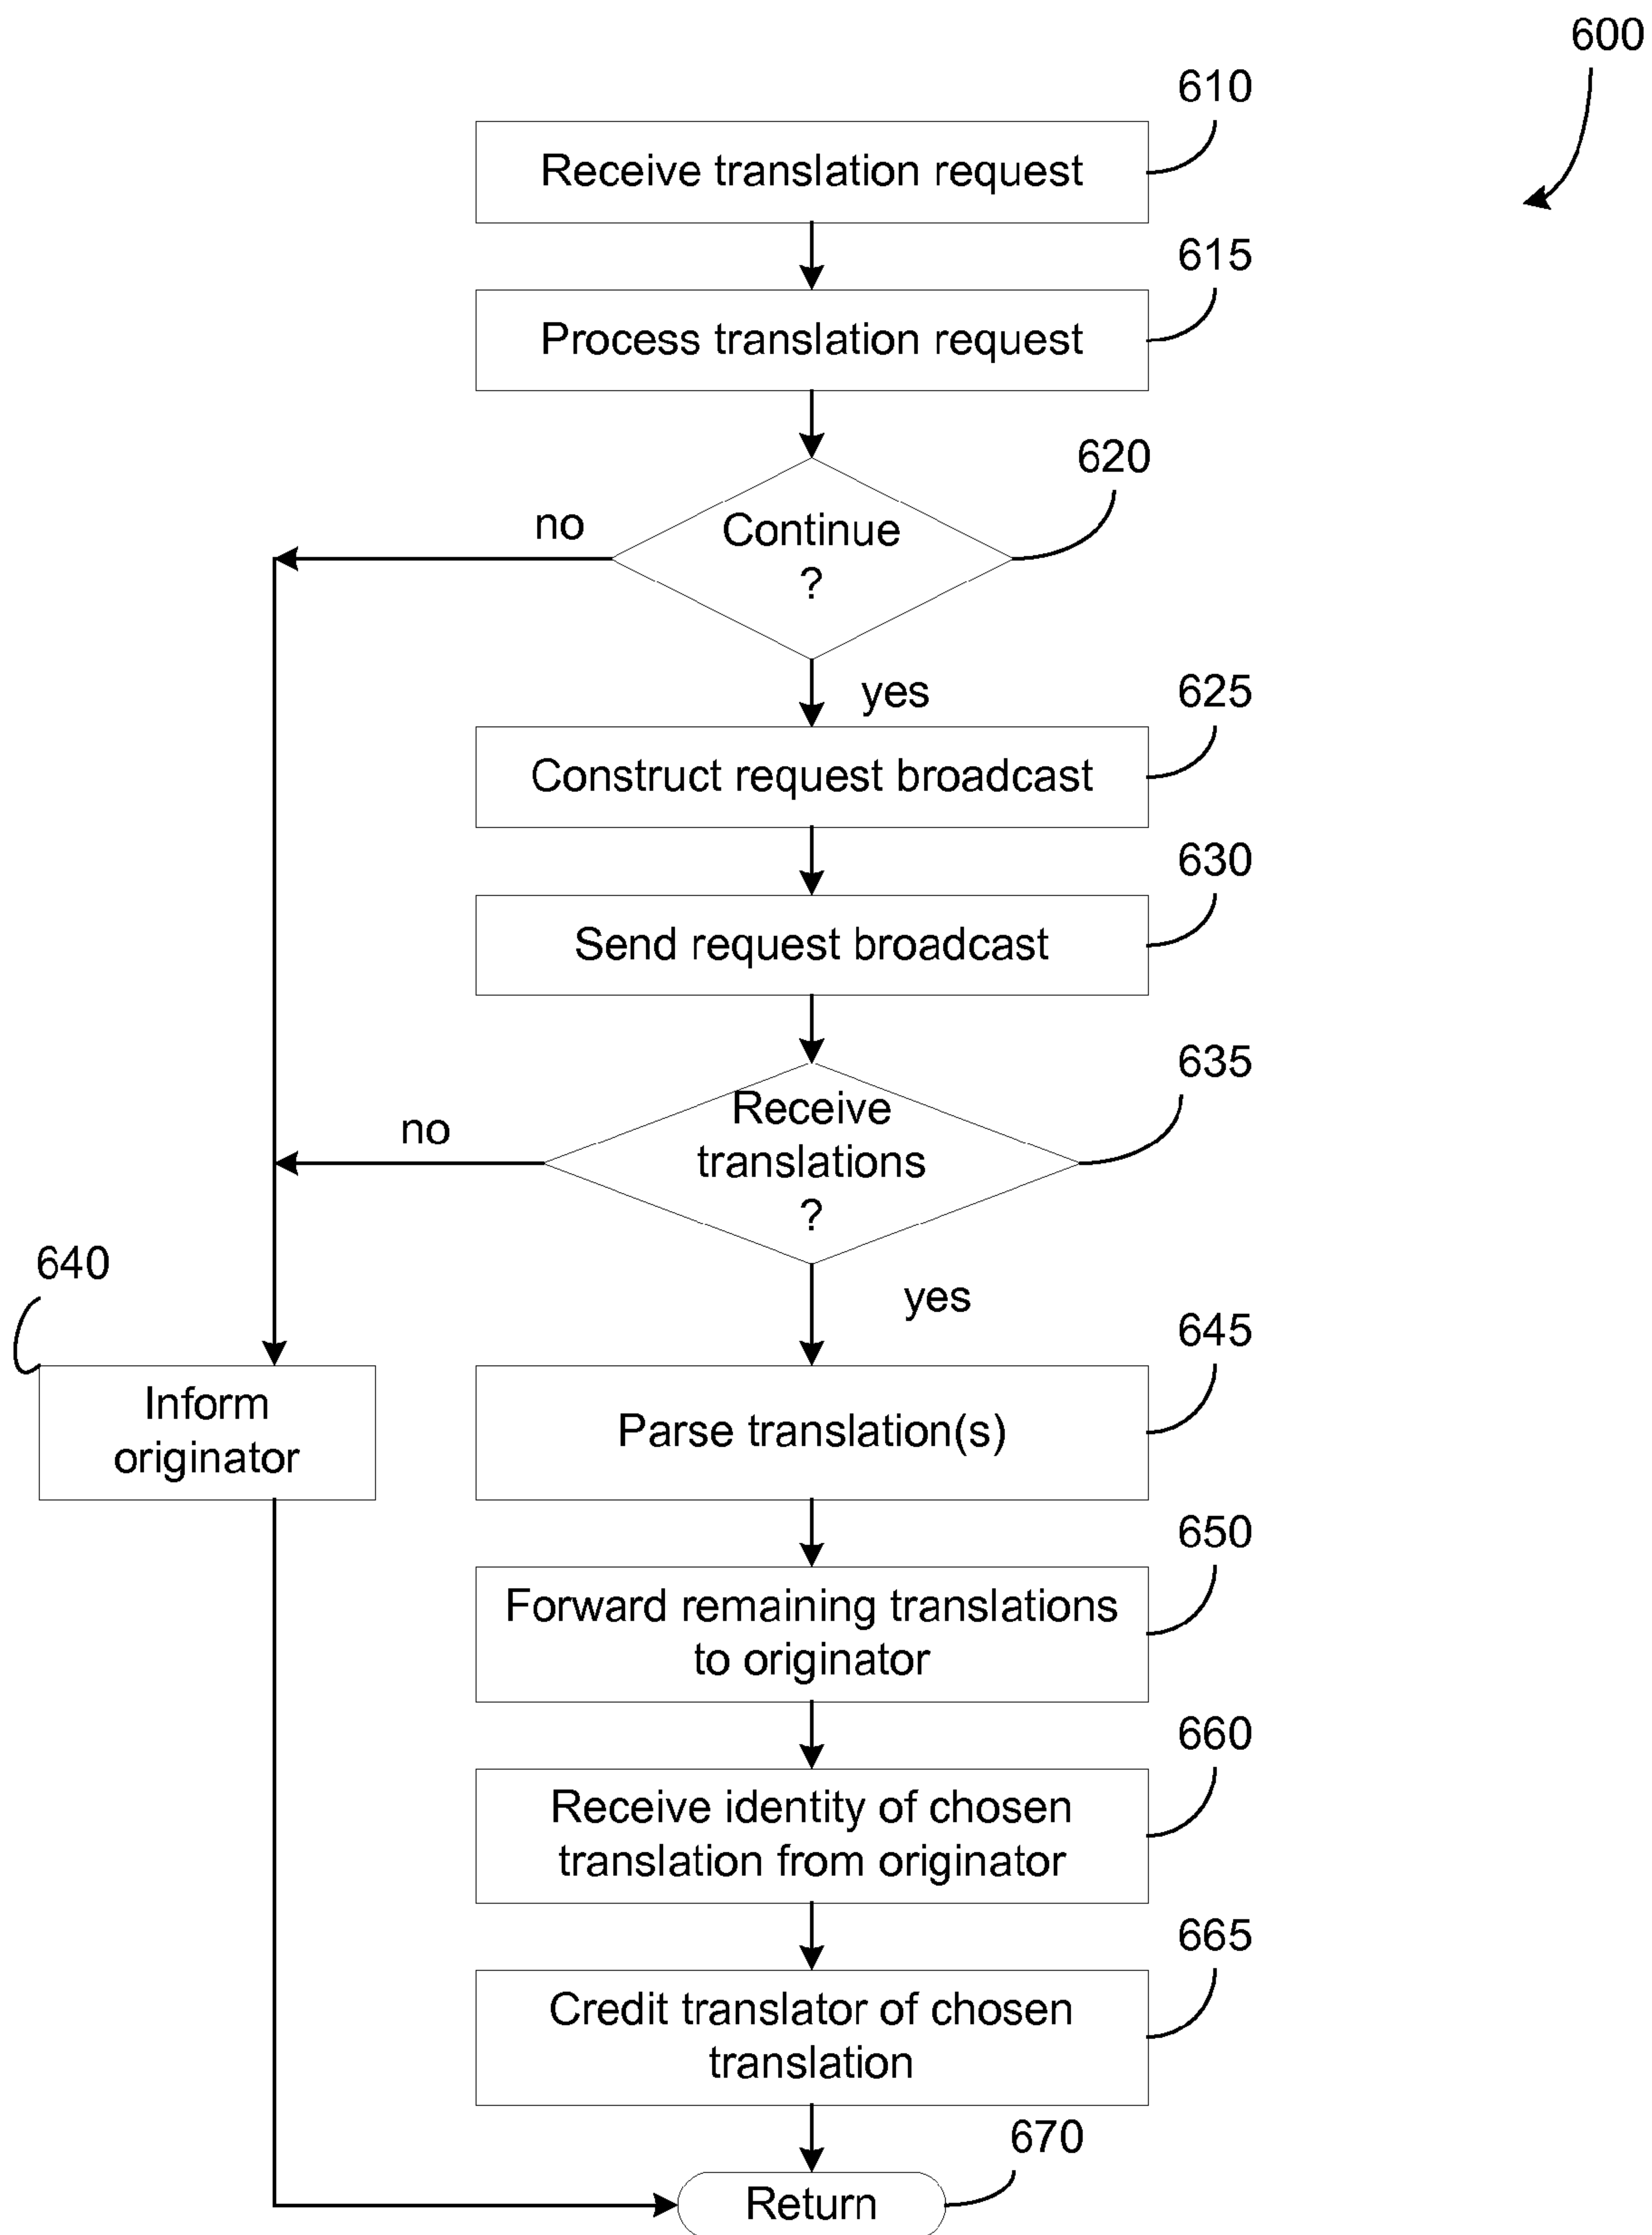 600
610
Receive translation request
615
Process translation request
620
no
Continue
?
yes
625
Construct request broadcast
630
Send request broadcast
635
no
Receive
translations
?
640
yes
645
Inform
originator
Parse translation(s)
650
Forward remaining translations
to originator
660
Receive identity of chosen
translation from originator
665
Credit translator of chosen
translation
670
Return